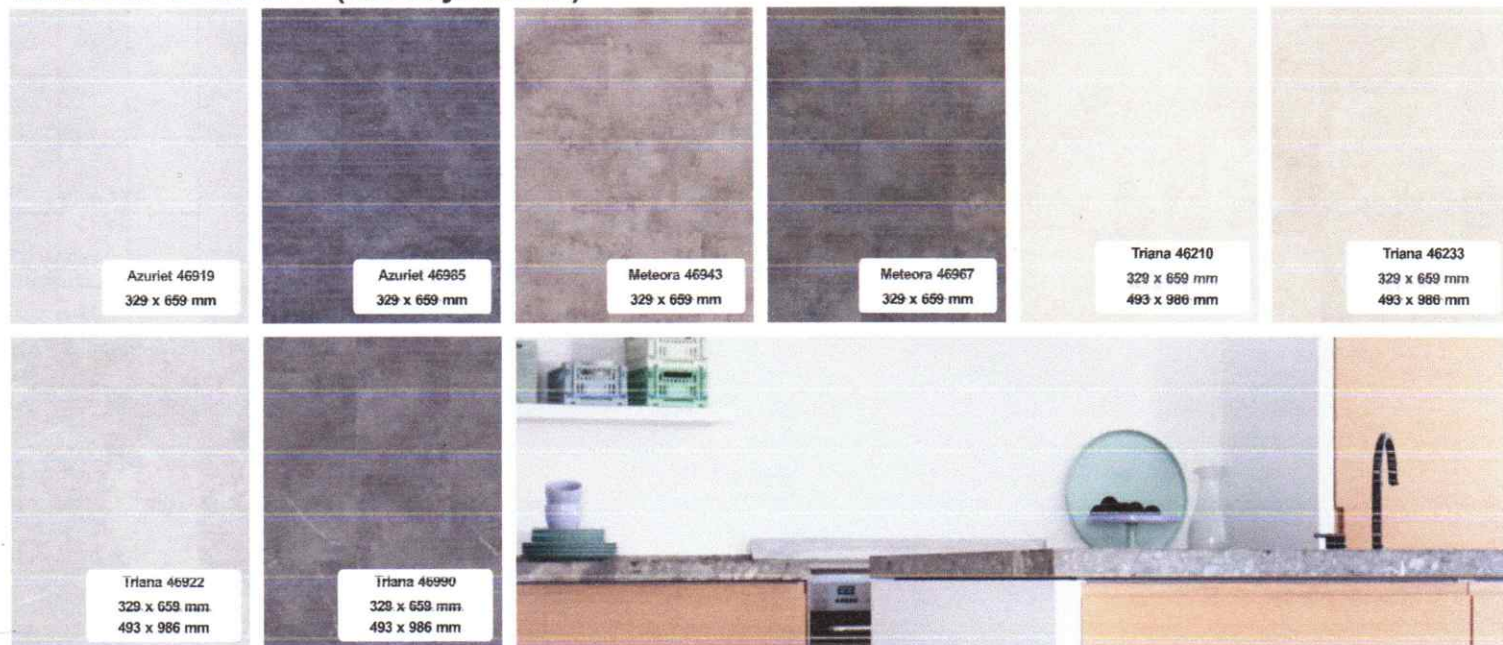 Azuriet 46919
329 x 659 mm
Azuriet 46985
329 x 659 mm
Meteora 46943
329 x 659 mm
Meteora 46967
329 x 659 mm
Triana 46210
329 x 659 mm
493 x 986 mm
Triana 46233
329 x 659 mm
493 x 986 mm
Triana 46922
329 x 659 mm
493 x 986 mm
Triana 46990
329 x 659 mm
493 x 986 mm